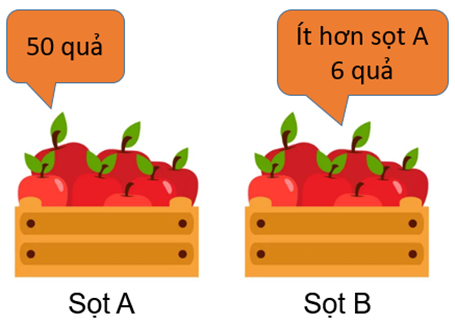 50 quả
Ít hơn sọt A
6 quả
Sọt A
Sọt B